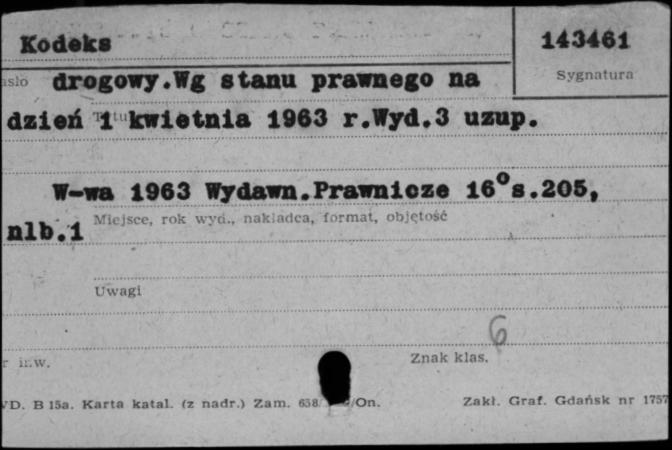 Kodeks
143461
Sygnatura
drogowy.Wg stanu prawnego na
dzień 1 kwietnia 1963 r.Wyd.3 uzup.
W-wa 1963 Wydawn.Prawnicze 16°s.205,
nlb.1
Miejsce, rok wyd., nakładca, format, objętość
Uwagi
6
r inw.
Znak klas.
D. B 15a. Karta katal. (z nadr.) Zam. 638/ /On.
Zakł. Graf. Gdańsk nr 1757